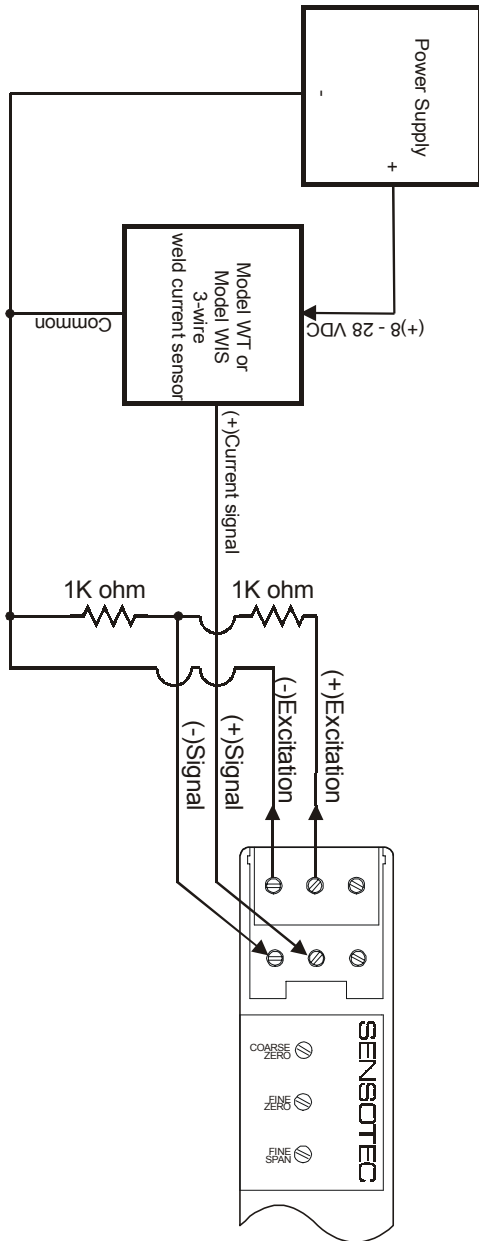 Power Supply
-
+
Model WT or
Model WIS
3-wire
weld current sensor
Common
(+)8 - 28 VDC
(+)Current signal
1K ohm
1K ohm
(-)Signal
(+)Signal
(-)Excitation
(+)Excitation
COARSE
ZERO
FINE
ZERO
FINE
SPAN
SENSOTEC